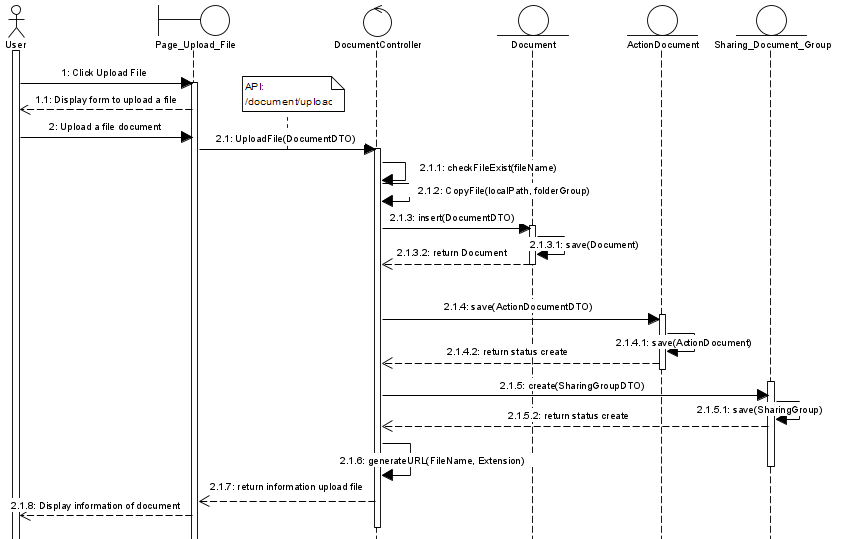 User
Page_Upload_File
DocumentController
Document
ActionDocument
Sharing_Document_Group
1: Click Upload File
API:
/document/upload
1.1: Display form to upload a file
2: Upload a file document
2.1: UploadFile(DocumentDTO)
2.1.1: checkFileExist(fileName)
2.1.2: CopyFile(localPath, folderGroup)
2.1.3: insert(DocumentDTO)
2.1.3.1: save(Document)
2.1.3.2: return Document
2.1.4: save(ActionDocumentDTO)
2.1.4.1: save(ActionDocument)
2.1.4.2: return status create
2.1.5: create(SharingGroupDTO)
2.1.5.1: save(SharingGroup)
2.1.5.2: return status create
2.1.6: generateURL(FileName, Extension)
2.1.7: return information upload file
2.1.8: Display information of document